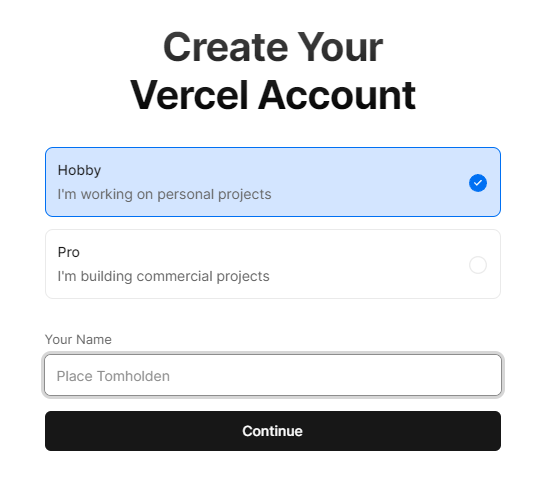 Create Your
Vercel Account
Hobby
I'm working on personal projects
Pro
I'm building commercial projects
Your Name
Place Tomholden
Continue